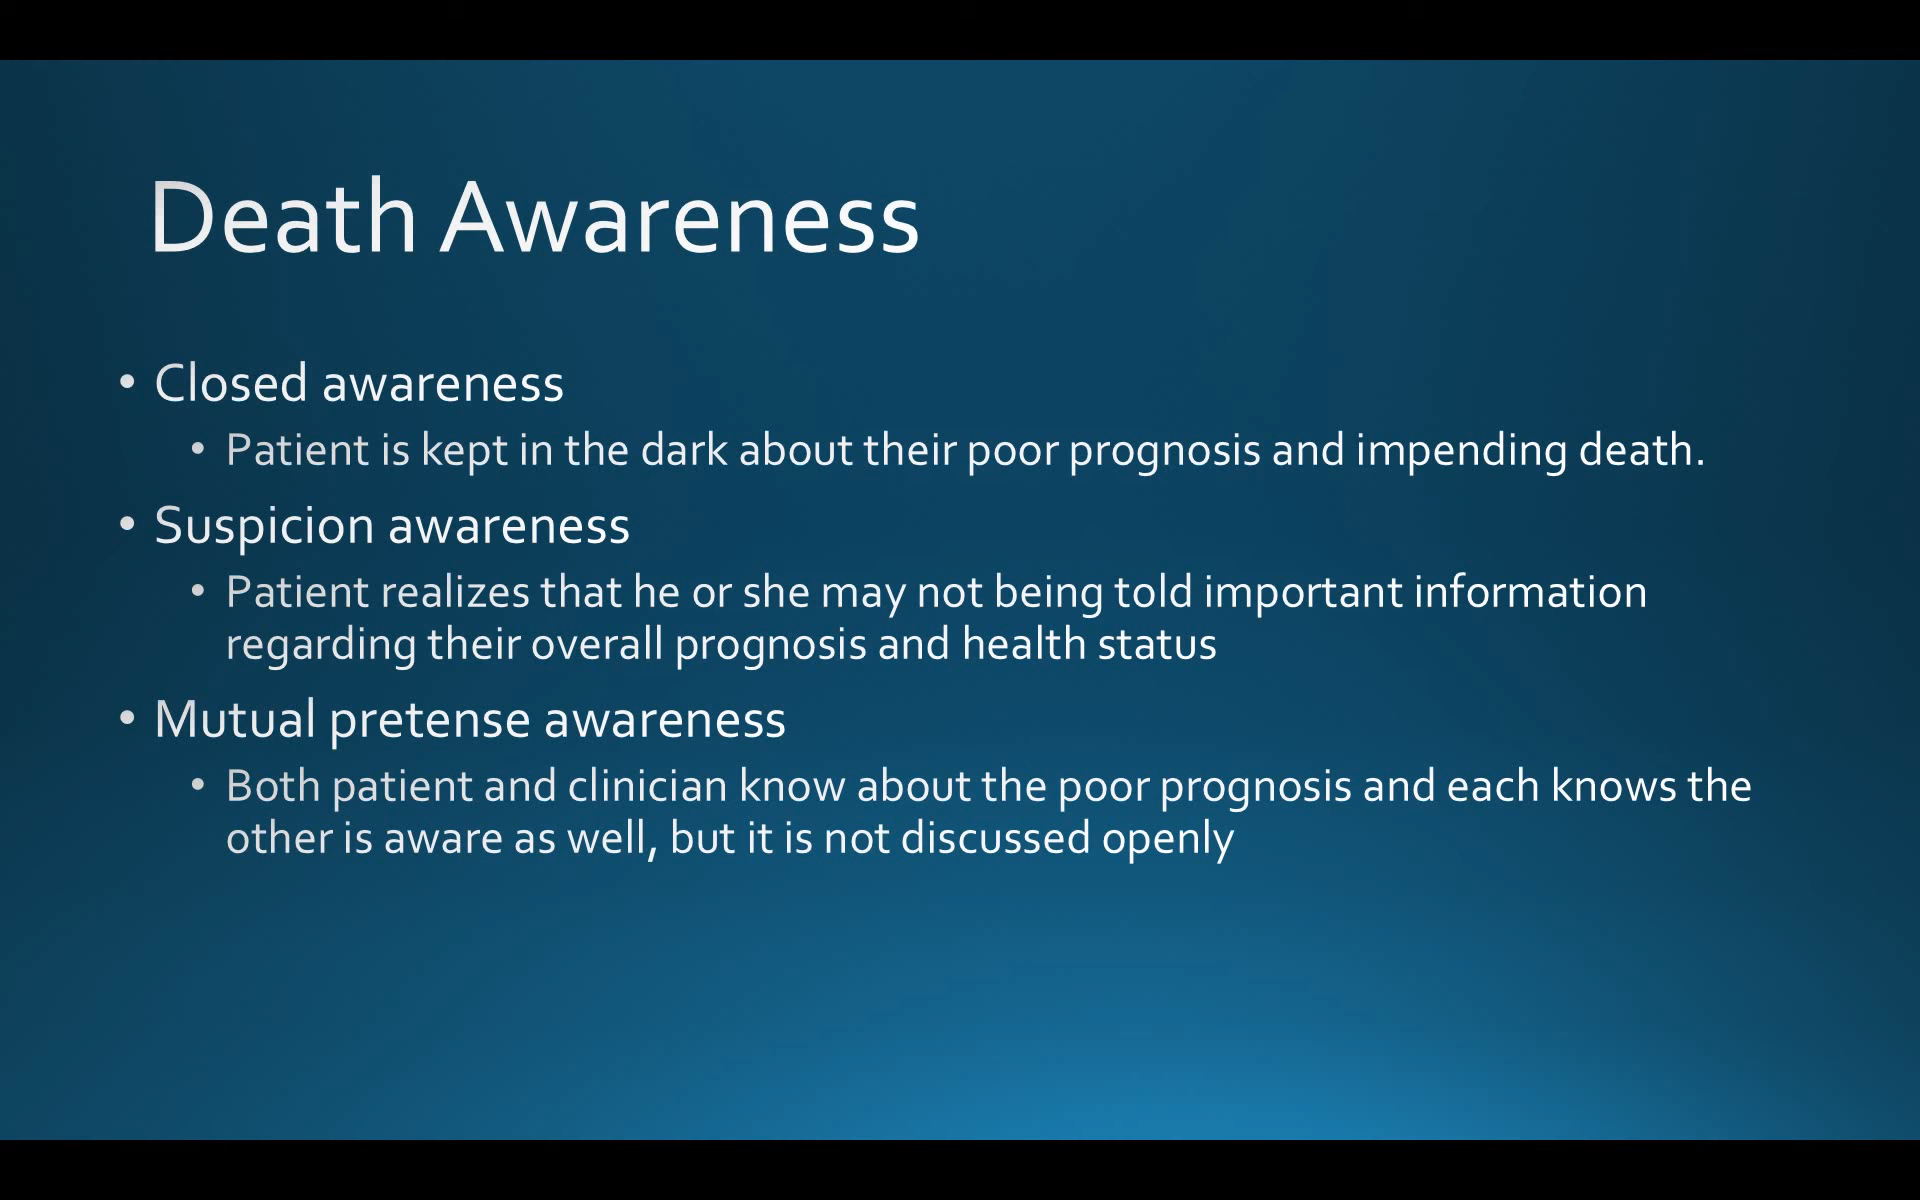 Death Awareness
• Closed awareness
• Patient is kept in the dark about their poor prognosis and impending death.
• Suspicion awareness
• Patient realizes that he or she may not being told important information
regarding their overall prognosis and health status
• Mutual pretense awareness
• Both patient and clinician know about the poor prognosis and each knows the
other is aware as well, but it is not discussed openly